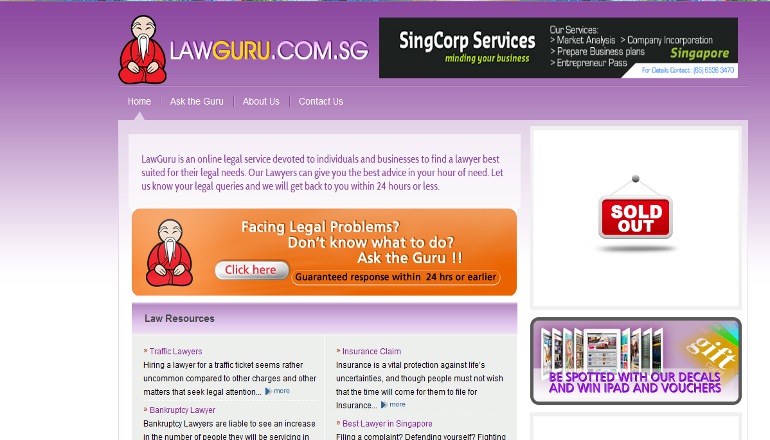 LAWGURU.COM.SG
SingCorp Services
minding your business
Our Services:
> Market Analysis > Company Incorporation
> Prepare Business plans
> Entrepreneur Pass
Singapore
For Details Contact : (65) 6526 3470
Home Ask the Guru About Us Contact Us
LawGuru is an online legal service devoted to individuals and businesses to find a lawyer best
suited for their legal needs. Our Lawyers can give you the best advice in your hour of need. Let
us know your legal queries and we will get back to you within 24 hours or less.
Facing Legal Problems?
Don't know what to do?
Ask the Guru !!
Click here
Guaranteed response within 24 hrs or earlier
SOLD
OUT
gift
BE SPOTTED WITH OUR DECALS
AND WIN IPAD AND VOUCHERS
Law Resources
» Traffic Lawyers
Hiring a lawyer for a traffic ticket seems rather
uncommon compared to other charges and other
matters that seek legal attention... more
» Bankruptcy Lawyer
Bankruptcy Lawyers are liable to see an increase
in the number of people they will be servicing in
» Insurance Claim
Insurance is a vital protection against life's
uncertainties, and though people must not wish
that the time will come for them to file for
Insurance... more
» Best Lawyer in Singapore
Filing a complaint? Defending yourself? Fighting